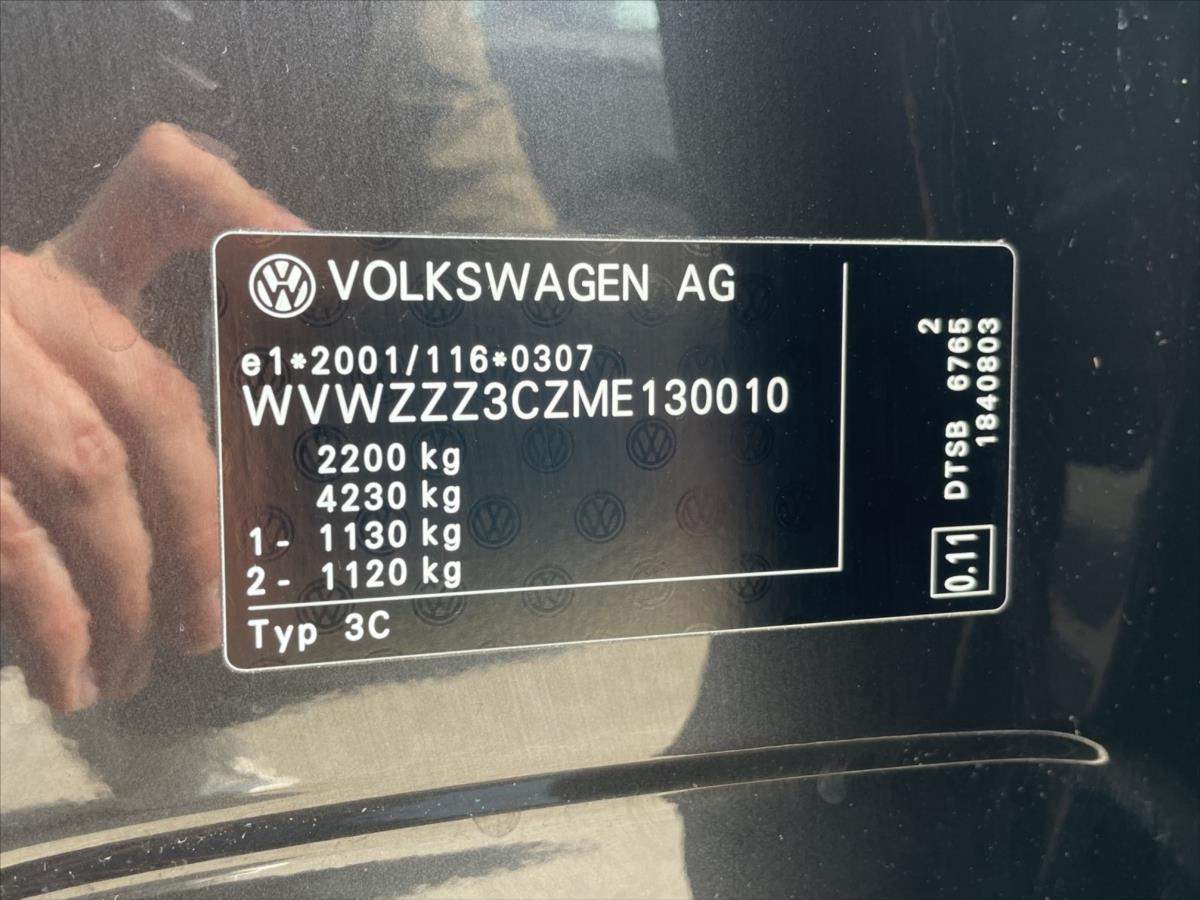 VOLKSWAGEN AG
e1*2001/116*0307
WVWZZZ3CZME130010
2200 kg
4230 kg
1- 1130 kg
2- 1120 kg
Typ 3C
2
DTSB 6765
1840803
0.11